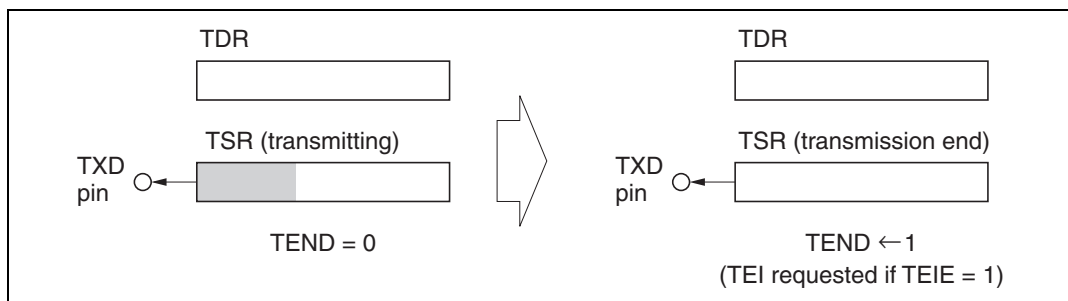 TDR
TSR (transmitting)
TXD
pin
TEND = 0
TDR
TSR (transmission end)
TXD
pin
TEND ←1
(TEI requested if TEIE = 1)